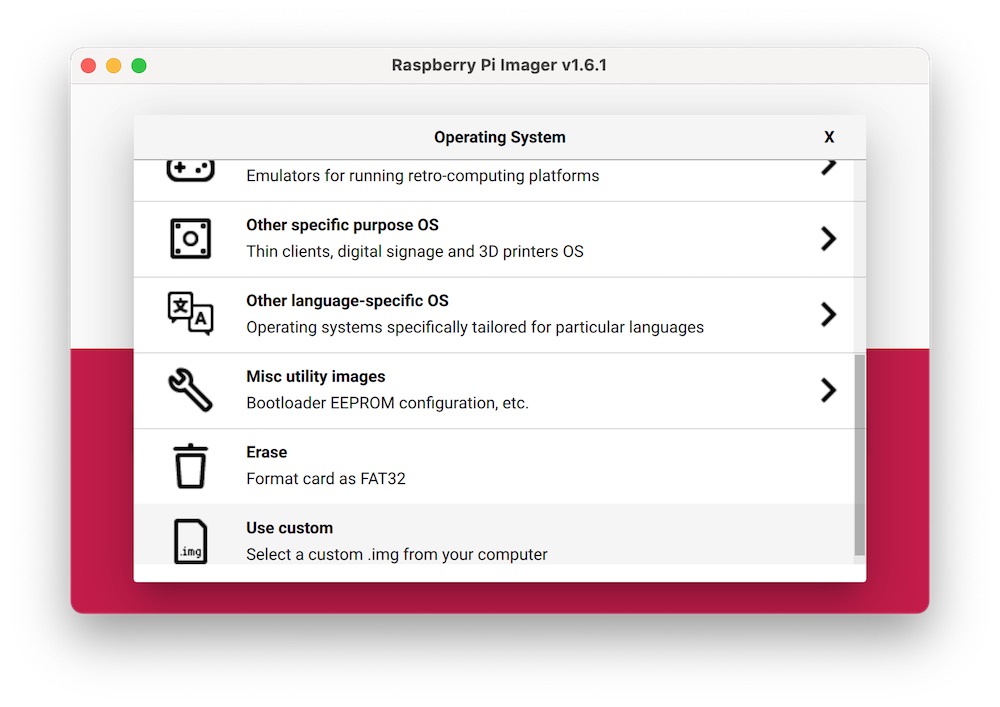 Raspberry Pi Imager v1.6.1
Operating System
X
Emulators for running retro-computing platforms
Other specific purpose OS
Thin clients, digital signage and 3D printers OS
文
A
Other language-specific OS
Operating systems specifically tailored for particular languages
Misc utility images
Bootloader EEPROM configuration, etc.
Erase
Format card as FAT32
.img
Use custom
Select a custom .img from your computer